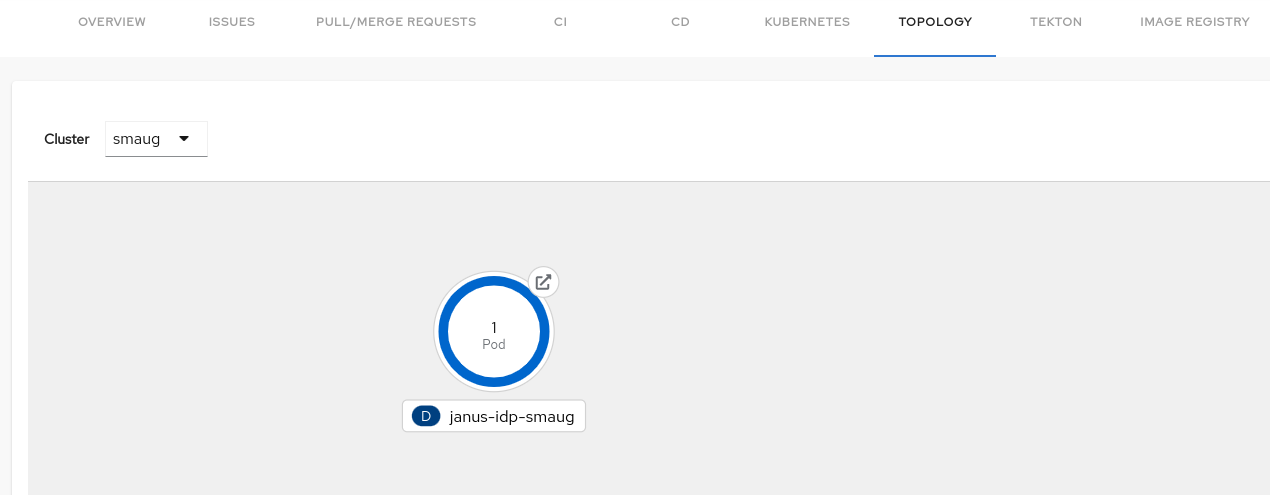 OVERVIEW ISSUES PULL/MERGE REQUESTS CI CD KUBERNETES TOPOLOGY TEKTON IMAGE REGISTRY
Cluster smaug
1
Pod
D janus-idp-smaug